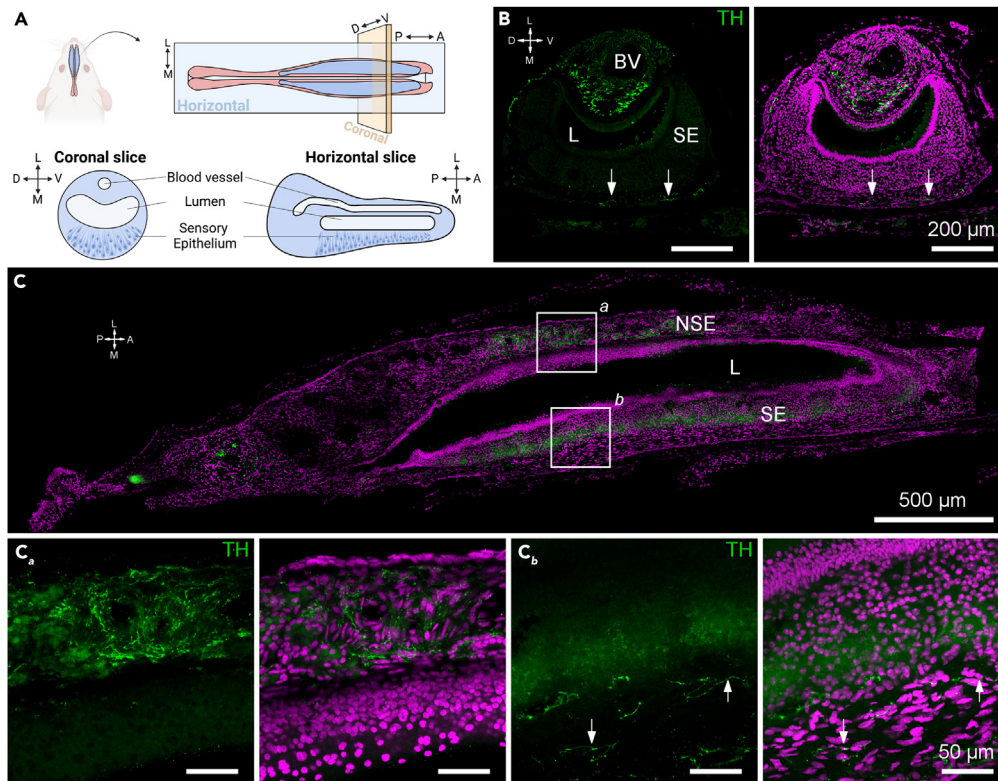 A
L
M
D
V
P
A
Horizontal
Coronal
Coronal slice
Horizontal slice
L
D
V
M
L
P
A
M
Blood vessel
Lumen
Sensory
Epithelium
B
L
D
V
M
TH
BV
L
SE
200 µm
C
L
P
A
M
a
NSE
L
b
SE
500 µm
Ca
TH
Cb
TH
50 µm